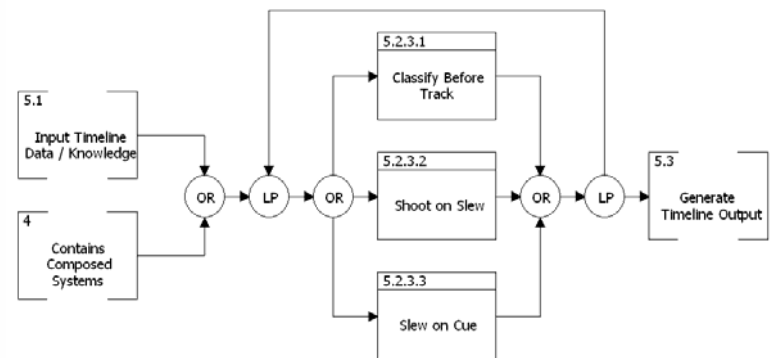 5.2.3.1
Classify Before
Track
5.1
Input Timeline
Data / Knowledge
OR
LP
OR
5.2.3.2
Shoot on Slew
OR
LP
5.3
Generate
Timeline Output
4
Contains
Composed
Systems
5.2.3.3
Slew on Cue